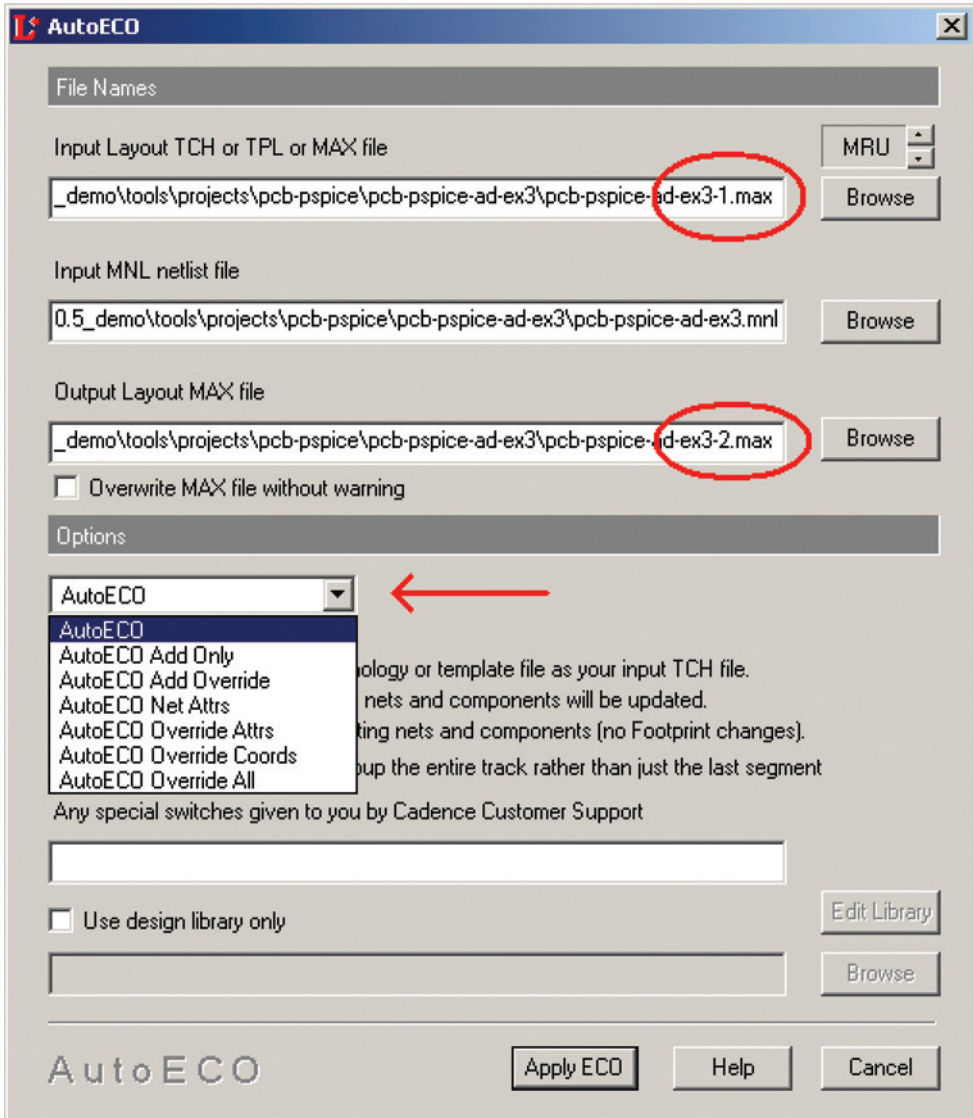 AutoECO
File Names
Input Layout TCH or TPL or MAX file
MRU
_demo\tools\projects\pcb-pspice\pcb-pspice-ad-ex3\pcb-pspice-ad-ex3-1.max
Browse
Input MNL netlist file
0.5_demo\tools\projects\pcb-pspice\pcb-pspice-ad-ex3\pcb-pspice-ad-ex3.mnl
Browse
Output Layout MAX file
_demo\tools\projects\pcb-pspice\pcb-pspice-ad-ex3\pcb-pspice-ad-ex3-2.max
Browse
Overwrite MAX file without warning
Options
AutoECO
AutoECO
AutoECO Add Only
AutoECO Add Override
AutoECO Net Attrs
AutoECO Override Attrs
AutoECO Override Coords
AutoECO Override All
nology or template file as your input TCH file.
nets and components will be updated.
ting nets and components (no Footprint changes).
oup the entire track rather than just the last segment
Any special switches given to you by Cadence Customer Support
Use design library only
Edit Library
Browse
AutoECO
Apply ECO
Help
Cancel